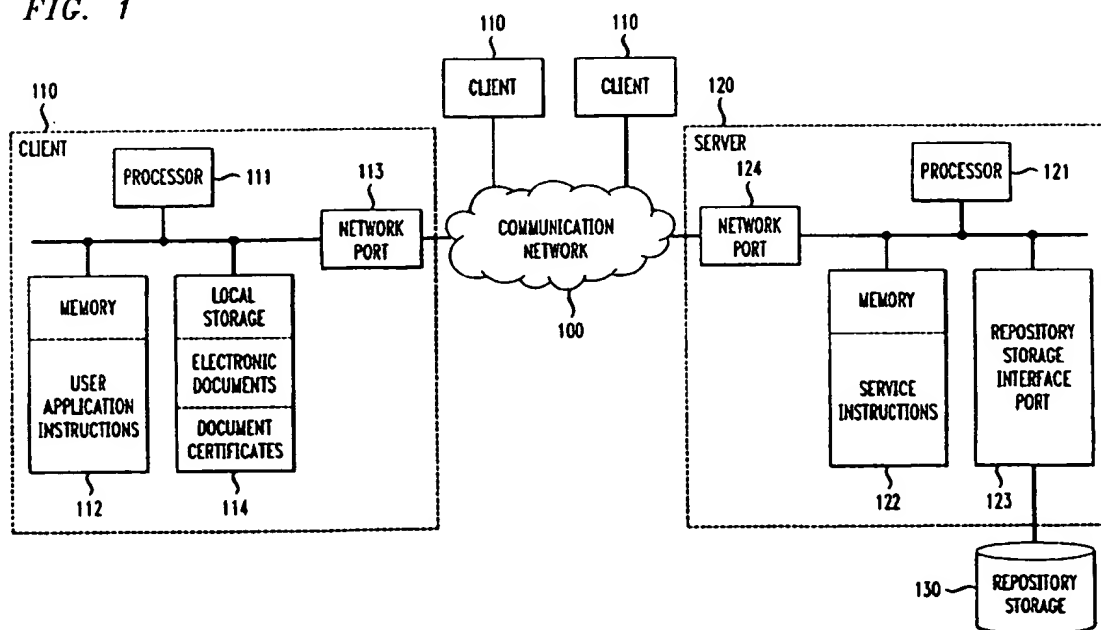 FIG. 1
110
110
CLIENT
CLIENT
110
120
CLIENT
SERVER
PROCESSOR
111
113
NETWORK
PORT
COMMUNICATION
NETWORK
100
124
NETWORK
PORT
PROCESSOR
121
MEMORY
USER
APPLICATION
INSTRUCTIONS
112
LOCAL
STORAGE
ELECTRONIC
DOCUMENTS
DOCUMENT
CERTIFICATES
114
MEMORY
SERVICE
INSTRUCTIONS
122
REPOSITORY
STORAGE
INTERFACE
PORT
123
130
REPOSITORY
STORAGE